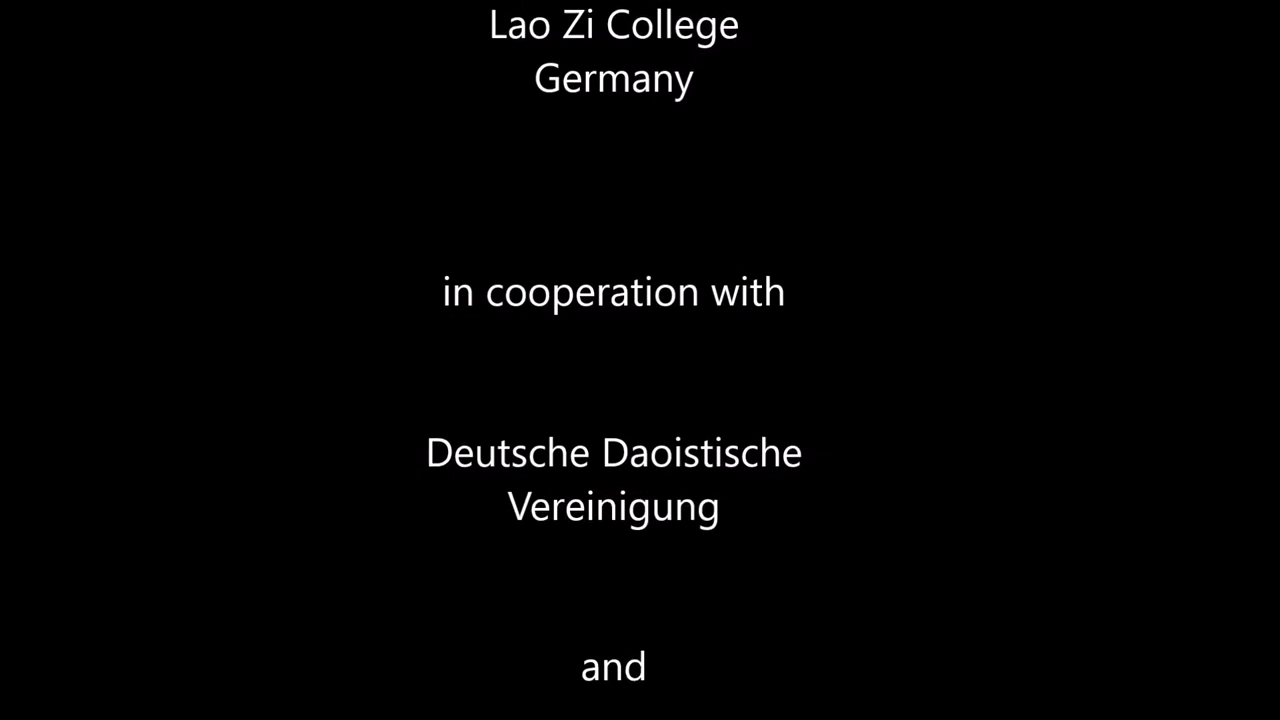 Lao Zi College
Germany
in cooperation with
Deutsche Daoistische
Vereinigung
and